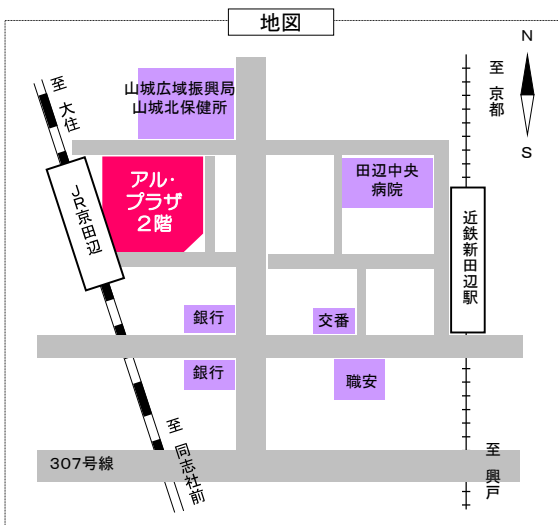 地図
N
S
至 大住
山城広域振興局
山城北保健所
至 京都
アル・
プラザ
2階
田辺中央
病院
JR京田辺
近鉄新田辺駅
銀行
交番
銀行
職安
至 同志社前
至 興戸
307号線